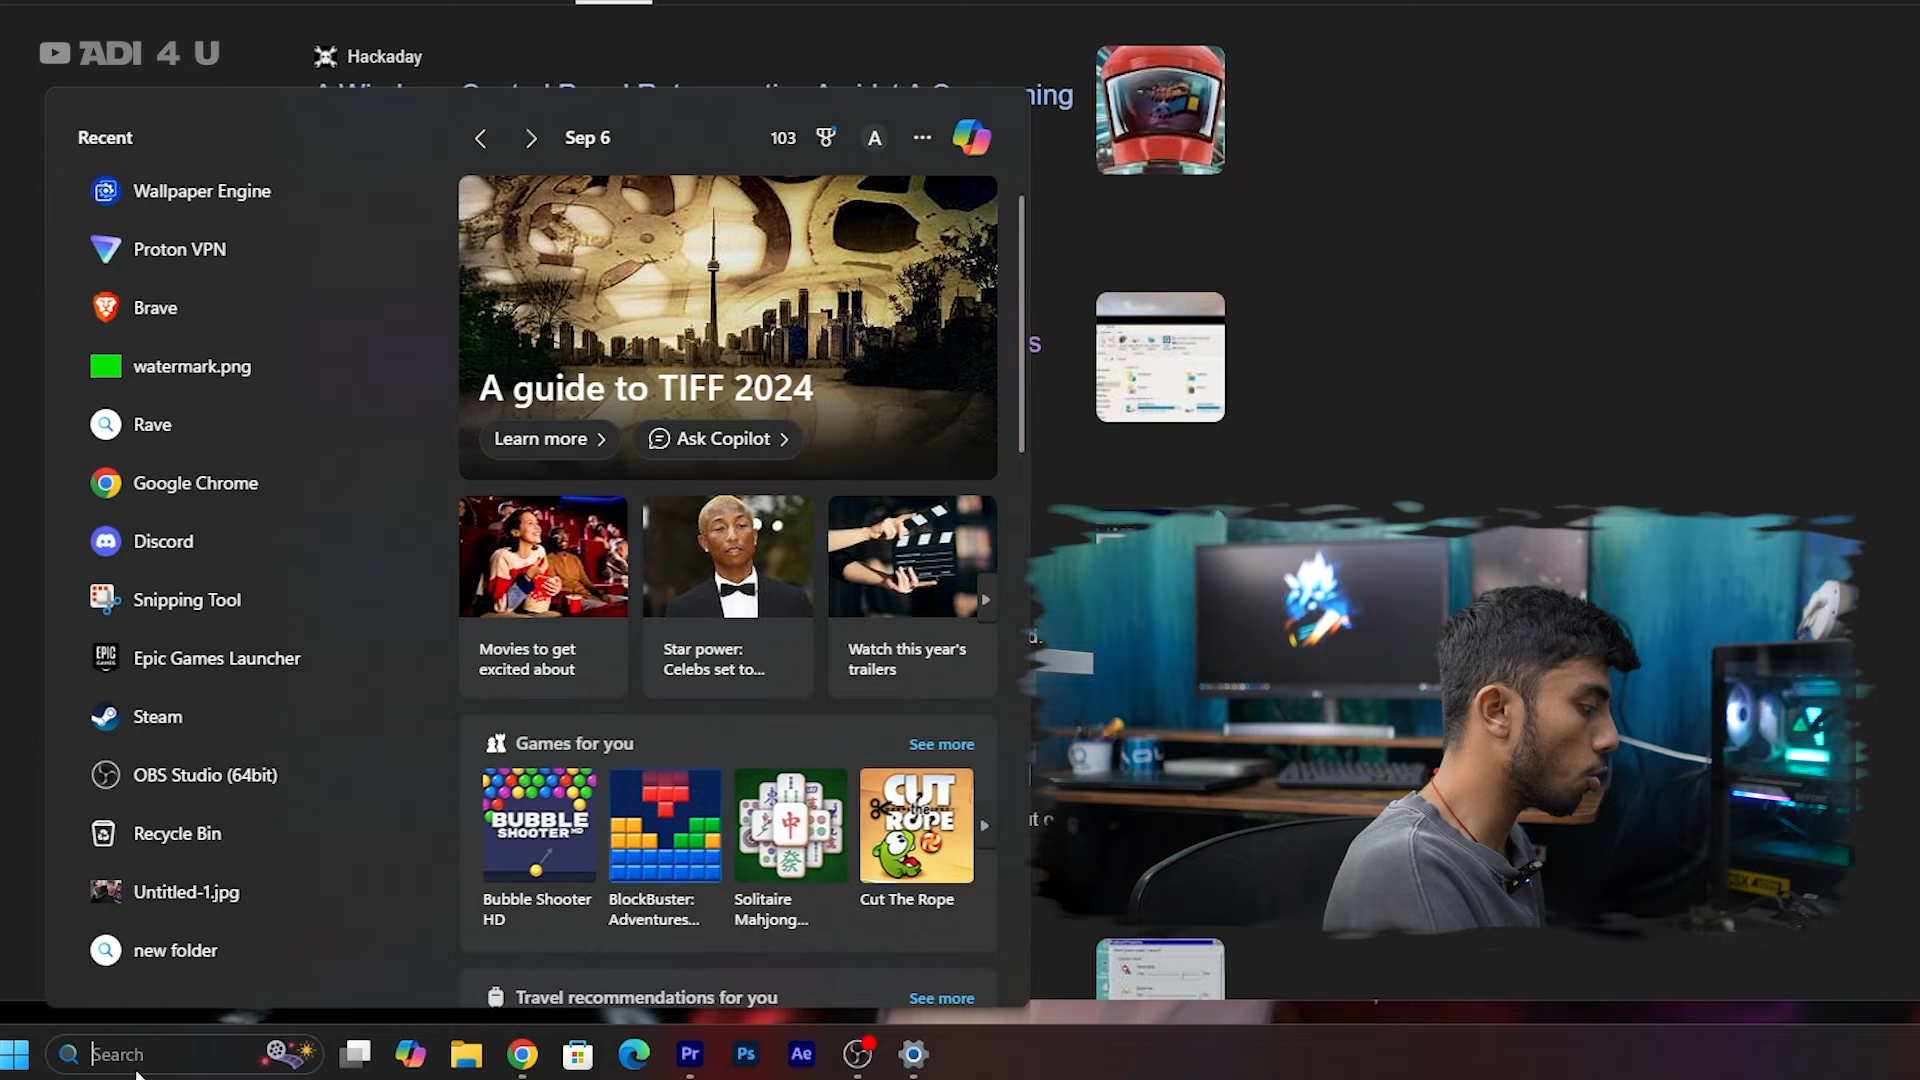 ADI 4 U
Hackaday
ning
s
Recent
Wallpaper Engine
Proton VPN
Brave
watermark.png
Rave
Google Chrome
Discord
Snipping Tool
EPIC
GAMES
Epic Games Launcher
Steam
OBS Studio (64bit)
Recycle Bin
Untitled-1.jpg
new folder
Sep 6
103
A
A guide to TIFF 2024
Learn more
Ask Copilot
Movies to get
excited about
Star power:
Celebs set to...
Watch this year's
trailers
Games for you
See more
BUBBLE
SHOOTER HD
中
CUT
the
ROPE
Bubble Shooter
HD
BlockBuster:
Adventures...
Solitaire
Mahjong...
Cut The Rope
Travel recommendations for you
See more
Search
Pr
Ps
Ae